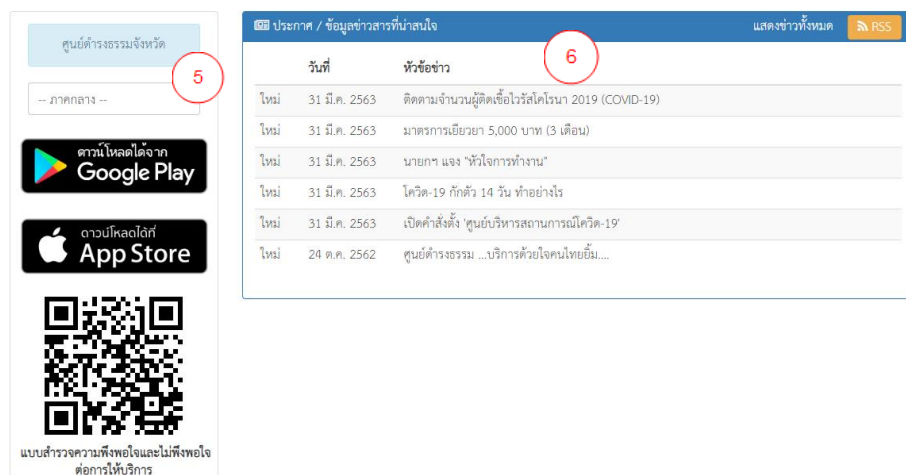 ศูนย์ดำรงธรรมจังหวัด
5
-- ภาคกลาง --
ดาวน์โหลดได้จาก
Google Play
ดาวน์โหลดได้ที่
App Store
แบบสำรวจความพึงพอใจและไม่พึงพอใจ
ต่อการให้บริการ
ประกาศ / ข้อมูลข่าวสารที่น่าสนใจ
แสดงข่าวทั้งหมด
RSS
6
วันที่ หัวข้อข่าว
ใหม่ 31 มี.ค. 2563 ติดตามจำนวนผู้ติดเชื้อไวรัสโคโรนา 2019 (COVID-19)
ใหม่ 31 มี.ค. 2563 มาตรการเยียวยา 5,000 บาท (3 เดือน)
ใหม่ 31 มี.ค. 2563 นายกฯ แจง "หัวใจการทำงาน"
ใหม่ 31 มี.ค. 2563 โควิด-19 กักตัว 14 วัน ทำอย่างไร
ใหม่ 31 มี.ค. 2563 เปิดคำสั่งตั้ง 'ศูนย์บริหารสถานการณ์โควิด-19'
ใหม่ 24 ต.ค. 2562 ศูนย์ดำรงธรรม ...บริการด้วยใจคนไทยยิ้ม....